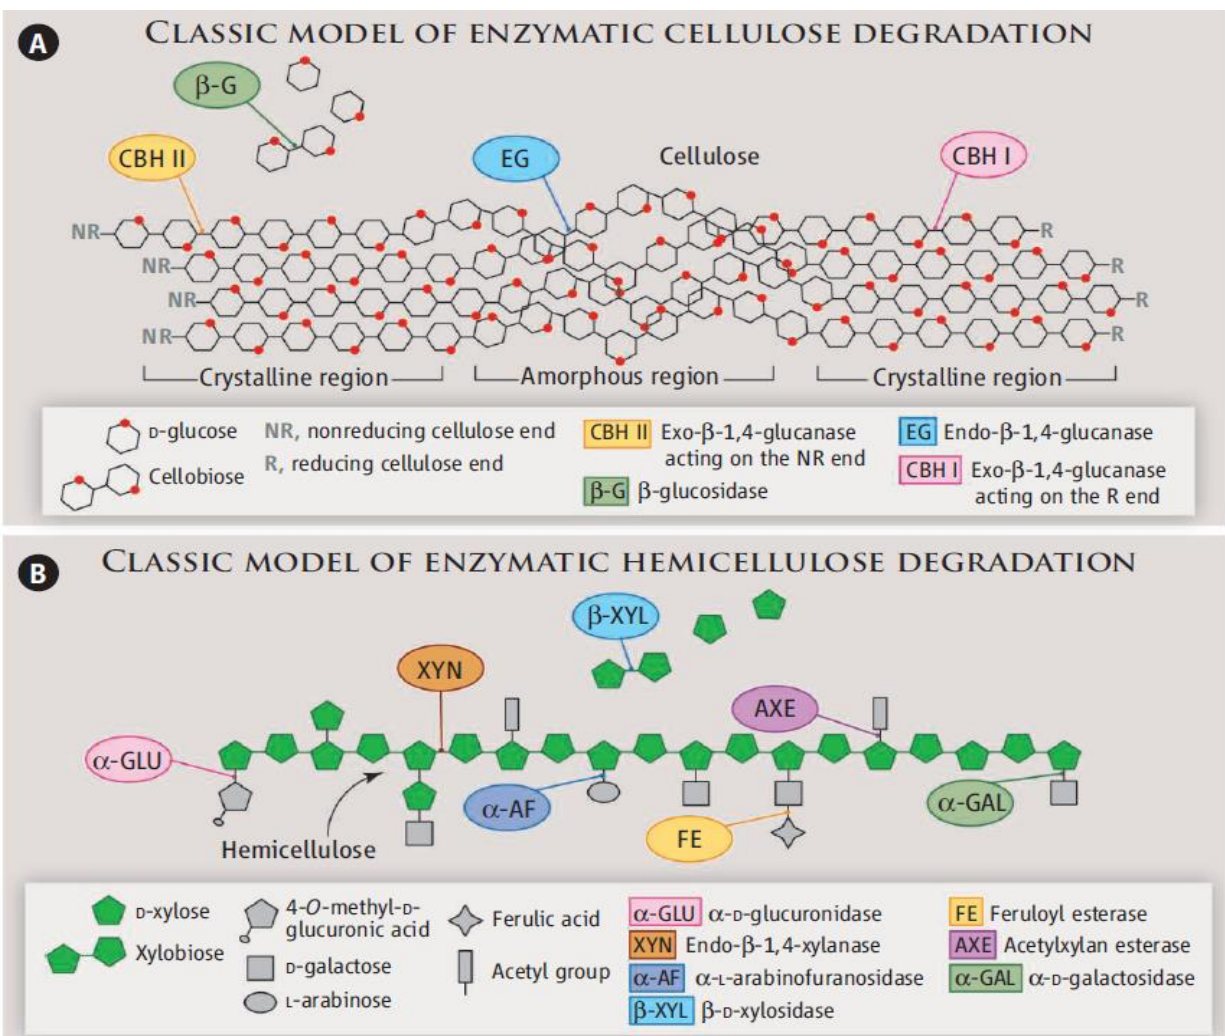 A
CLASSIC MODEL OF ENZYMATIC CELLULOSE DEGRADATION
β-G
CBH II
EG
Cellulose
CBH I
NR
R
NR
R
NR
R
NR
R
Crystalline region
Amorphous region
Crystalline region
D-glucose
Cellobiose
NR, nonreducing cellulose end
R, reducing cellulose end
CBH II Exo-β-1,4-glucanase
acting on the NR end
β-G β-glucosidase
EG Endo-β-1,4-glucanase
CBH I Exo-β-1,4-glucanase
acting on the R end
B
CLASSIC MODEL OF ENZYMATIC HEMICELLULOSE DEGRADATION
β-XYL
XYN
AXE
α-GLU
α-AF
α-GAL
FE
Hemicellulose
D-xylose
Xylobiose
4-O-methyl-D-
glucuronic acid
D-galactose
L-arabinose
Ferulic acid
Acetyl group
α-GLU α-D-glucuronidase
XYN Endo-β-1,4-xylanase
α-AF α-L-arabinofuranosidase
β-XYL β-D-xylosidase
FE Feruloyl esterase
AXE Acetylxylan esterase
α-GAL α-D-galactosidase